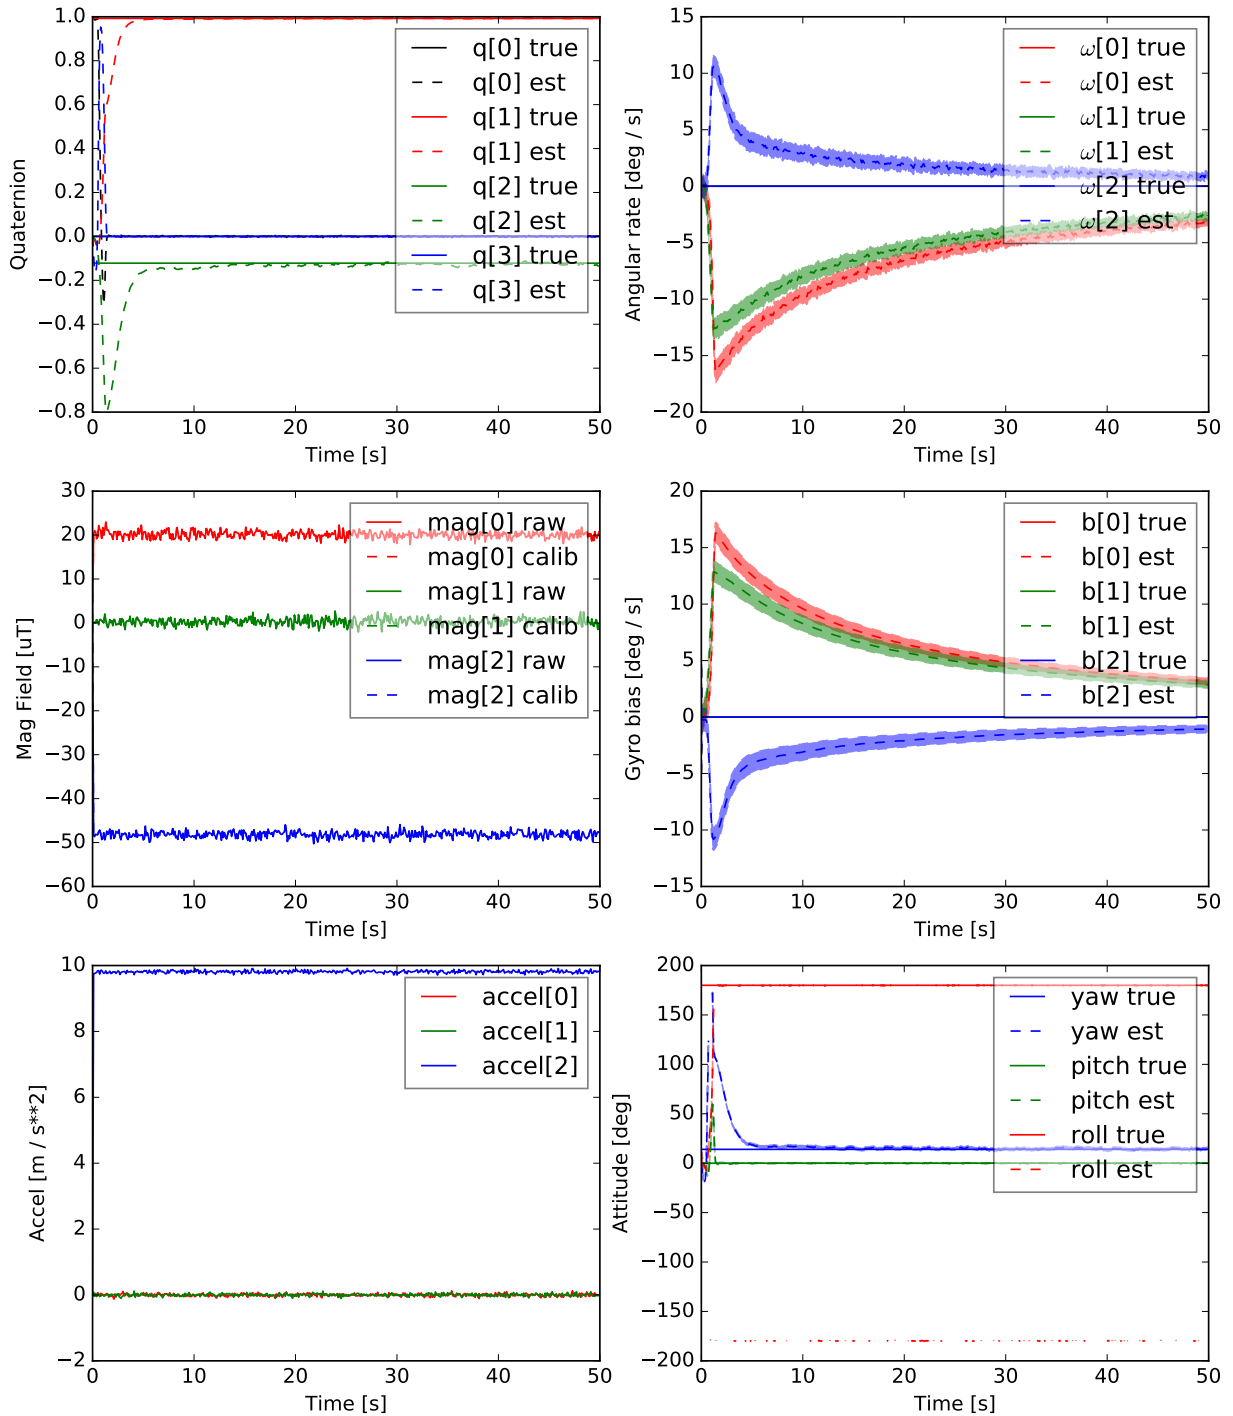 1.0
0.8
0.6
0.4
0.2
0.0
−0.2
−0.4
−0.6
−0.8
Quaternion
0
10
20
30
40
50
Time [s]
q[0] true
q[0] est
q[1] true
q[1] est
q[2] true
q[2] est
q[3] true
q[3] est
15
10
5
0
−5
−10
−15
−20
Angular rate [deg / s]
0
10
20
30
40
50
Time [s]
ω[0] true
ω[0] est
ω[1] true
ω[1] est
ω[2] true
ω[2] est
30
20
10
0
−10
−20
−30
−40
−50
−60
Mag Field [uT]
0
10
20
30
40
50
Time [s]
mag[0] raw
mag[0] calib
mag[1] raw
mag[1] calib
mag[2] raw
mag[2] calib
20
15
10
5
0
−5
−10
−15
Gyro bias [deg / s]
0
10
20
30
40
50
Time [s]
b[0] true
b[0] est
b[1] true
b[1] est
b[2] true
b[2] est
10
8
6
4
2
0
−2
Accel [m / s**2]
0
10
20
30
40
50
Time [s]
accel[0]
accel[1]
accel[2]
200
150
100
50
0
−50
−100
−150
−200
Attitude [deg]
0
10
20
30
40
50
Time [s]
yaw true
yaw est
pitch true
pitch est
roll true
roll est